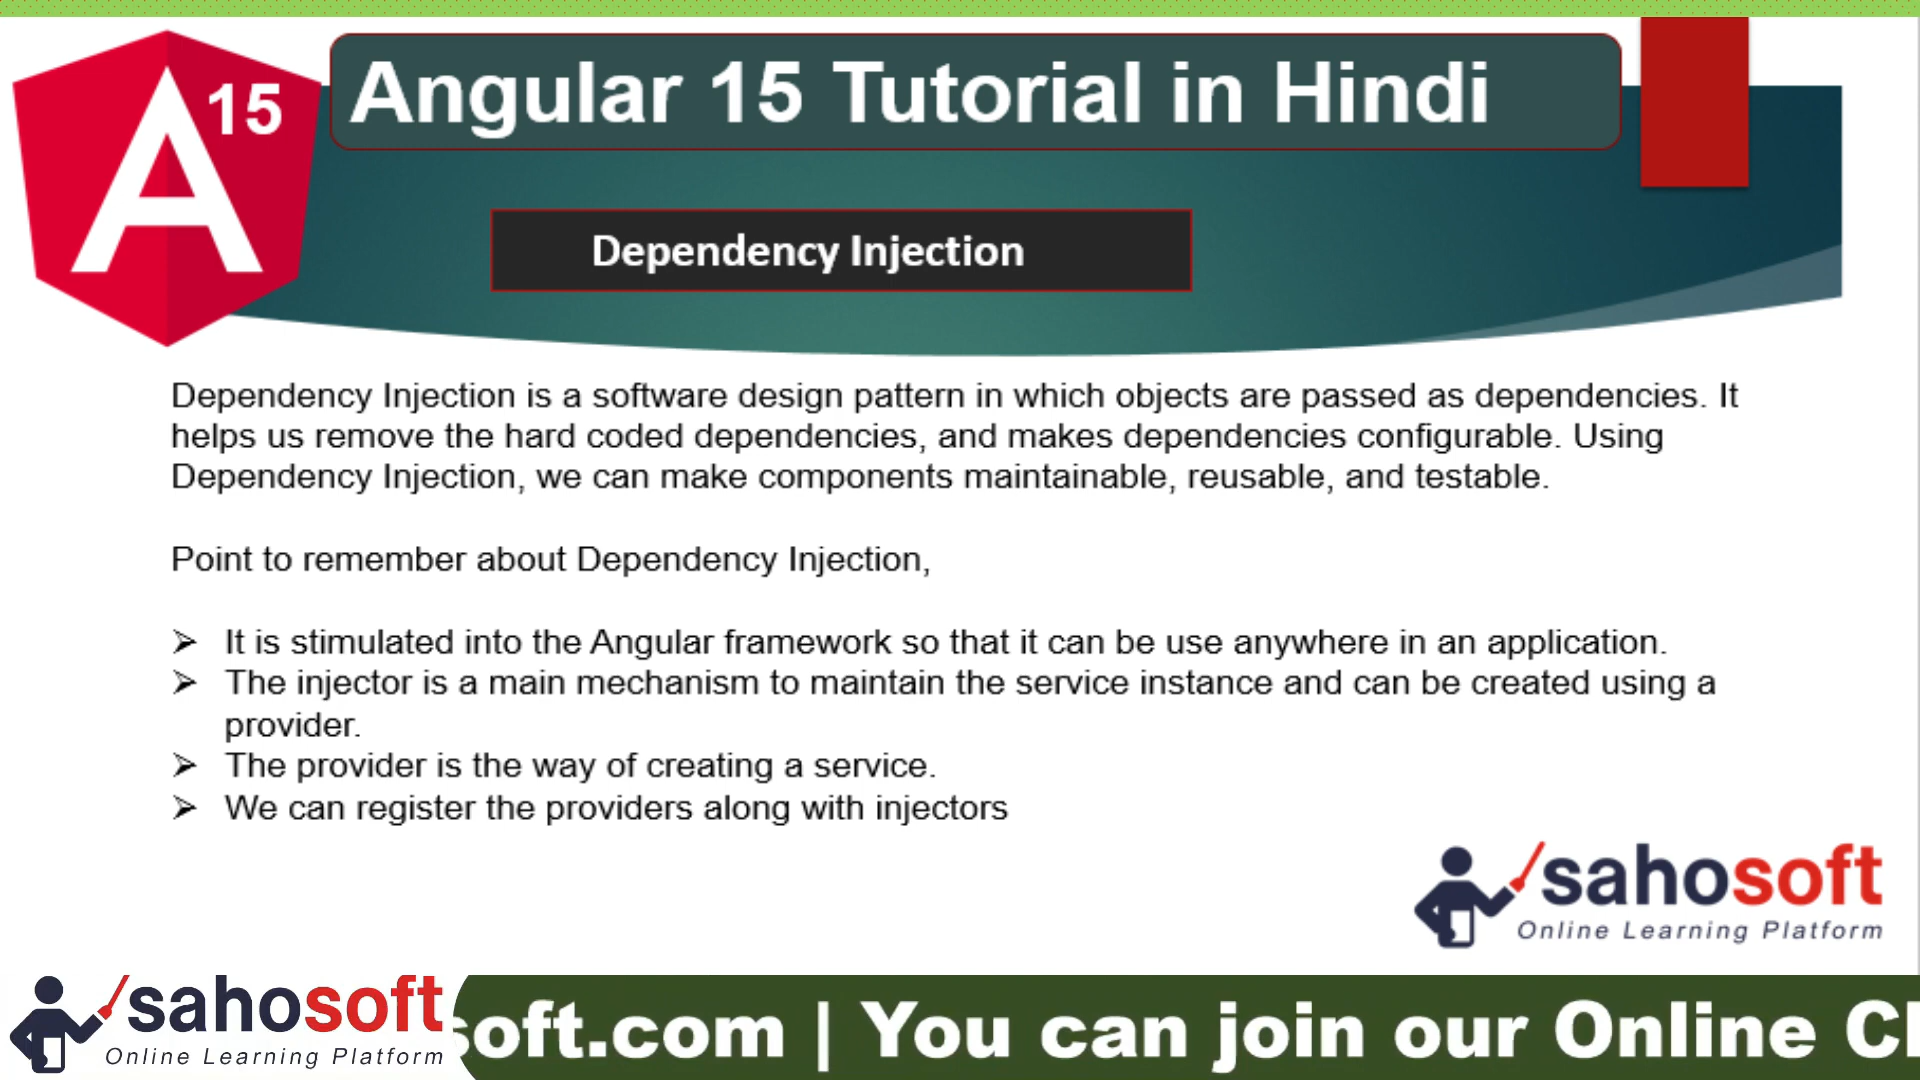 15
Angular 15 Tutorial in Hindi
Dependency Injection
Dependency Injection is a software design pattern in which objects are passed as dependencies. It
helps us remove the hard coded dependencies, and makes dependencies configurable. Using
Dependency Injection, we can make components maintainable, reusable, and testable.
Point to remember about Dependency Injection,
➢ It is stimulated into the Angular framework so that it can be use anywhere in an application.
➢ The injector is a main mechanism to maintain the service instance and can be created using a
provider.
➢ The provider is the way of creating a service.
➢ We can register the providers along with injectors
sahosoft
Online Learning Platform
sahosoft
Online Learning Platform
soft.com | You can join our Online Cl